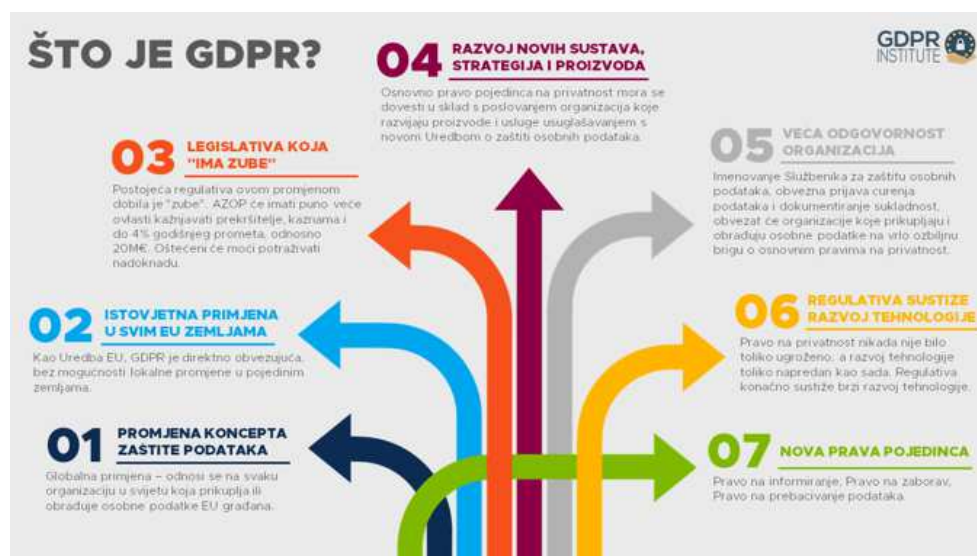 ŠTO JE GDPR?
GDPR
INSTITUTE
01
PROMJENA KONCEPTA
ZAŠTITE PODATAKA
Globalna primjena – odnosi se na svaku
organizaciju u svijetu koja prikuplja ili
obrađuje osobne podatke EU građana.
02
ISTOVJETNA PRIMJENA
U SVIM EU ZEMLJAMA
Kao Uredba EU, GDPR je direktno obvezujuća,
bez mogućnosti lokalne promjene u pojedinim
zemljama.
03
LEGISLATIVA KOJA
"IMA ZUBE"
Postojeća regulativa ovom promjenom
dobila je "zube". AZOP će imati puno veće
ovlasti kažnjavati prekršitelje, kaznama i
do 4% godišnjeg prometa, odnosno
20M€. Oštećeni će moći potraživati
nadoknadu.
04
RAZVOJ NOVIH SUSTAVA,
STRATEGIJA I PROIZVODA
Osnovno pravo pojedinca na privatnost mora se
dovesti u sklad s poslovanjem organizacija koje
razvijaju proizvode i usluge usuglašavanjem s
novom Uredbom o zaštiti osobnih podataka.
05
VECA ODGOVORNOST
ORGANIZACIJA
Imenovanje Službenika za zaštitu osobnih
podataka, obvezna prijava curenja
podataka i dokumentiranje sukladnost,
obvezat će organizacije koje prikupljaju i
obrađuju osobne podatke na vrlo ozbiljnu
brigu o osnovnim pravima na privatnost.
06
REGULATIVA SUSTIZE
RAZVOJ TEHNOLOGIJE
Pravo na privatnost nikada nije bilo
toliko ugroženo, a razvoj tehnologije
toliko napredan kao sada. Regulativa
konačno sustiže brzi razvoj tehnologije.
07
NOVA PRAVA POJEDINCA
Pravo na informiranje, Pravo na zaborav,
Pravo na prebacivanje podataka.